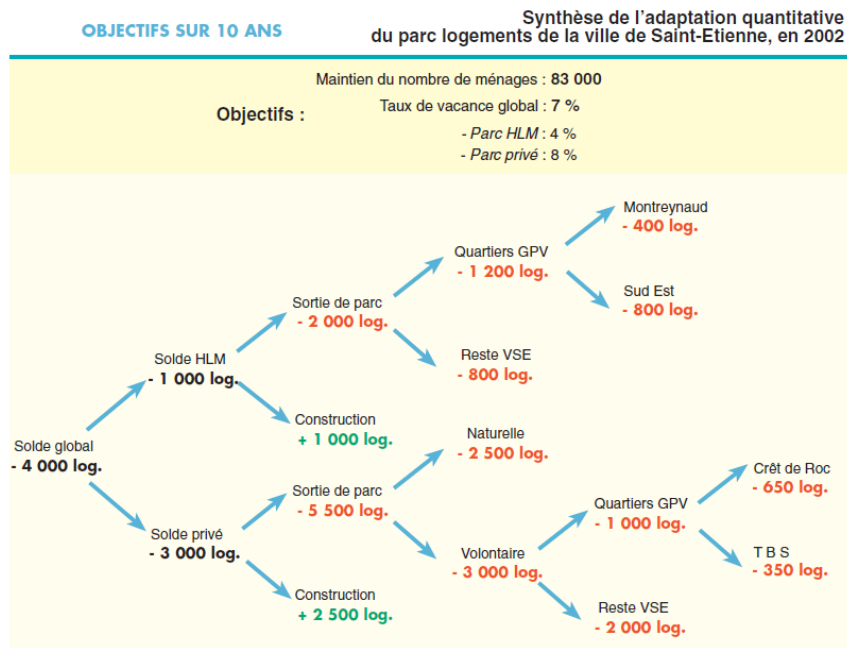 OBJECTIFS SUR 10 ANS
Synthèse de l'adaptation quantitative
du parc logements de la ville de Saint-Etienne, en 2002
Objectifs :
Maintien du nombre de ménages : 83 000
Taux de vacance global : 7 %
- Parc HLM : 4 %
- Parc privé : 8 %
Solde global
- 4 000 log.
Solde HLM
- 1 000 log.
Sortie de parc
- 2 000 log.
Quartiers GPV
- 1 200 log.
Montreynaud
- 400 log.
Sud Est
- 800 log.
Reste VSE
- 800 log.
Construction
+ 1 000 log.
Solde privé
- 3 000 log.
Sortie de parc
- 5 500 log.
Naturelle
- 2 500 log.
Volontaire
- 3 000 log.
Quartiers GPV
- 1 000 log.
Crêt de Roc
- 650 log.
T B S
- 350 log.
Reste VSE
- 2 000 log.
Construction
+ 2 500 log.